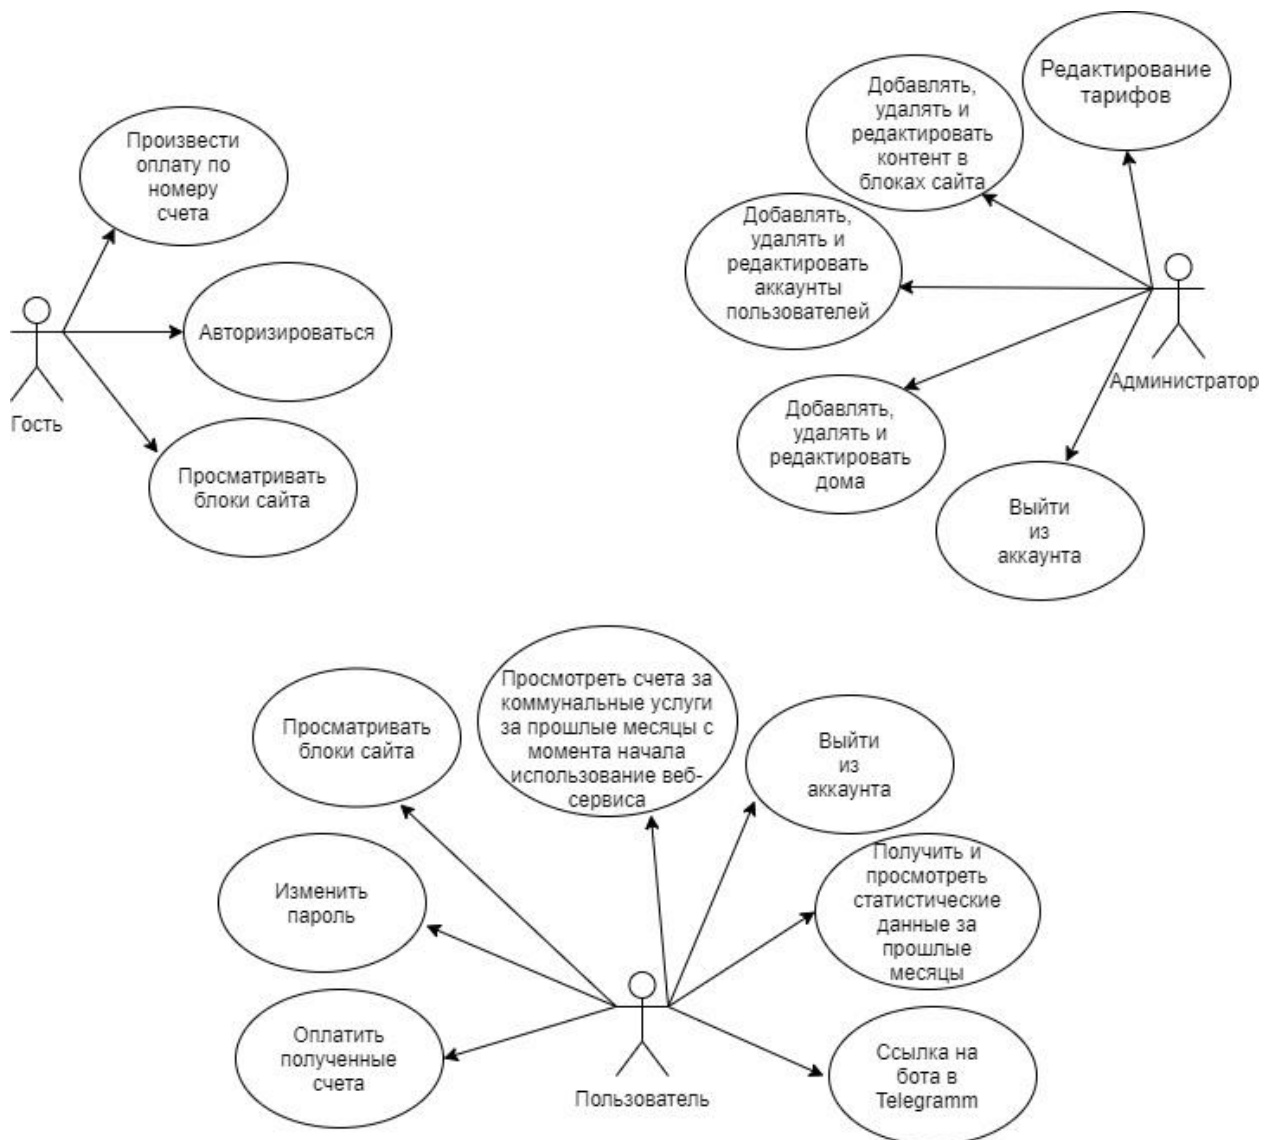 Произвести
оплату по
номеру
счета
Авторизироваться
Гость
Просматривать
блоки сайта
Редактирование
тарифов
Добавлять,
удалять и
редактировать
контент в
блоках сайта
Добавлять,
удалять и
редактировать
аккаунты
пользователей
Администратор
Добавлять,
удалять и
редактировать
дома
Выйти
из
аккаунта
Просматривать
блоки сайта
Просмотреть счета за
коммунальные услуги
за прошлые месяцы с
момента начала
использование веб-
сервиса
Выйти
из
аккаунта
Изменить
пароль
Получить и
просмотреть
статистические
данные за
прошлые
месяцы
Оплатить
полученные
счета
Пользователь
Ссылка на
бота в
Telegramm